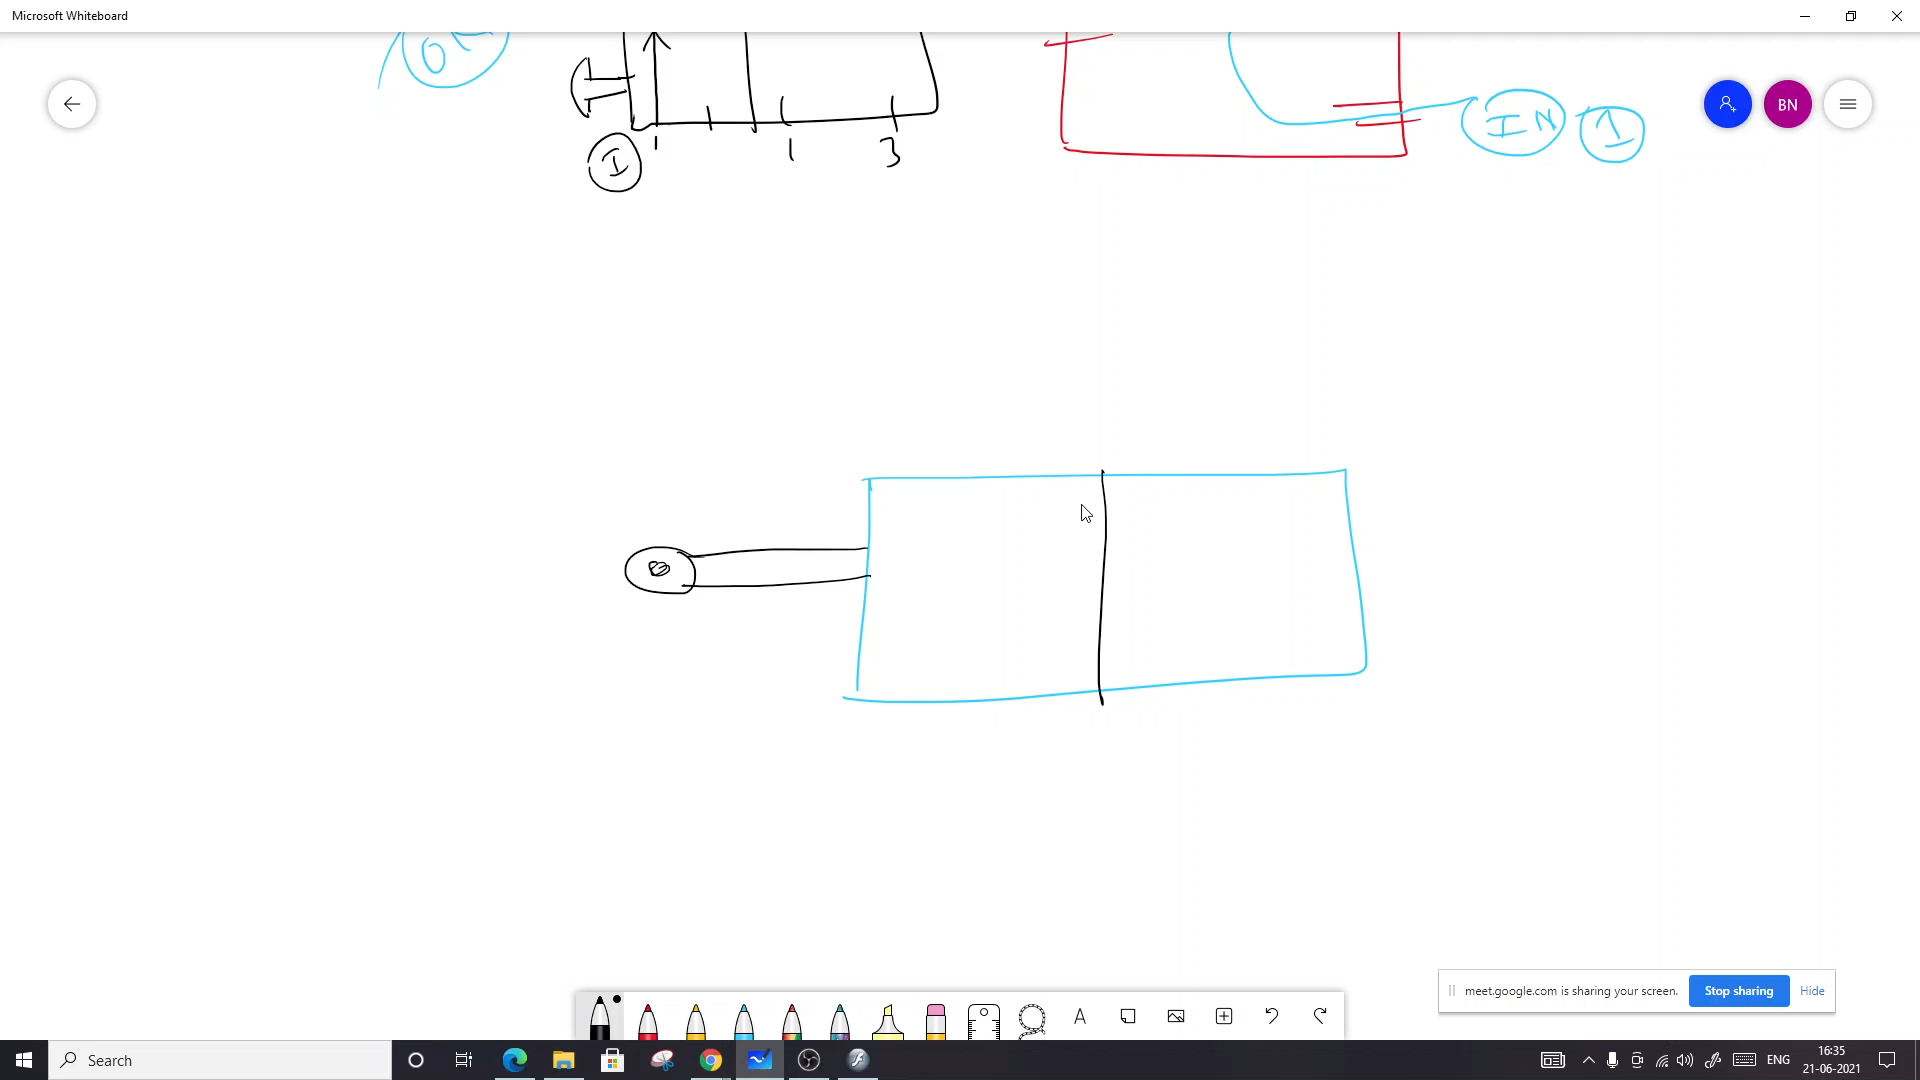 Microsoft Whiteboard
IN 1
BN
I
1 3
meet.google.com is sharing your screen. Stop sharing Hide
A
Search
ENG
16:35
21-06-2021